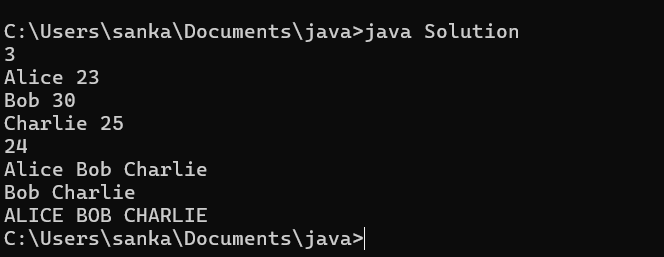 C:\Users\sanka\Documents\java>java Solution
3
Alice 23
Bob 30
Charlie 25
24
Alice Bob Charlie
Bob Charlie
ALICE BOB CHARLIE
C:\Users\sanka\Documents\java>